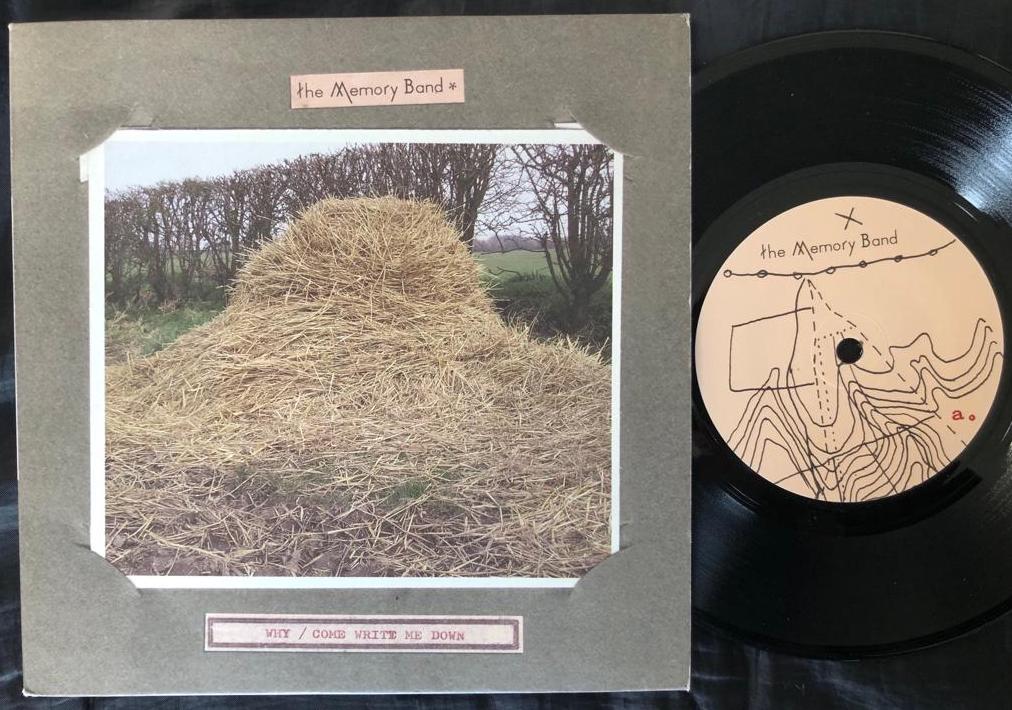 the Memory Band *
WHY / COME WRITE ME DOWN
the Memory Band
a.